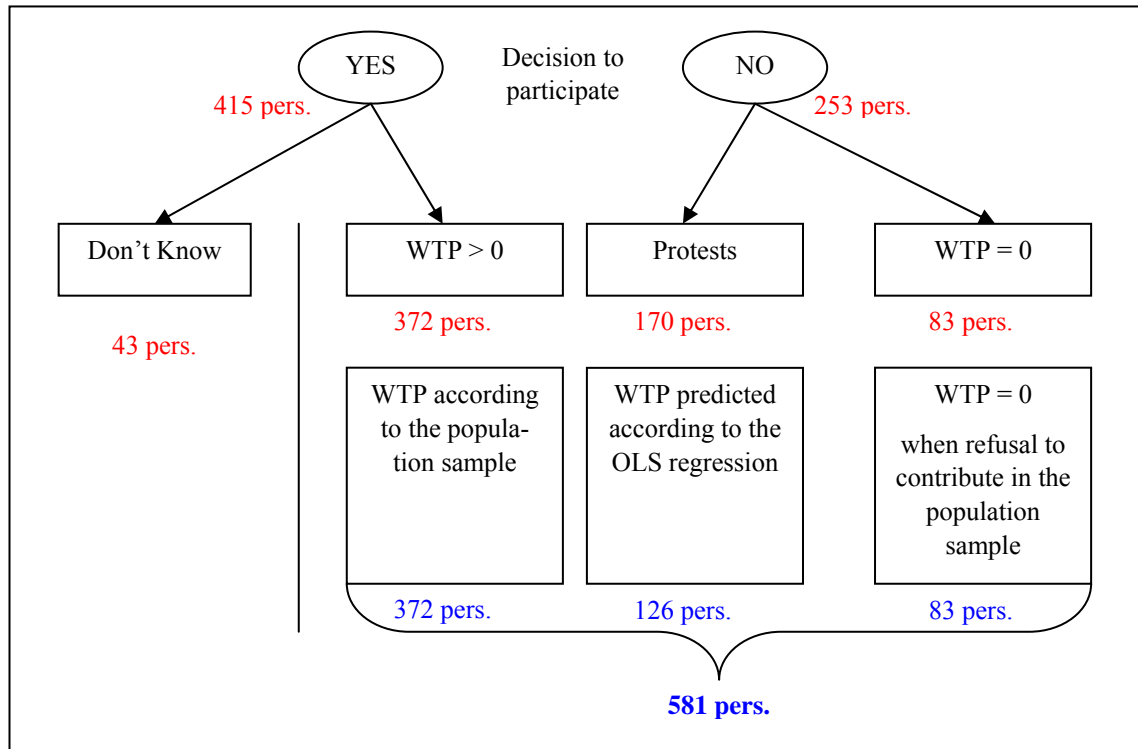 YES
Decision to
participate
NO
415 pers.
253 pers.
Don’t Know
WTP > 0
Protests
WTP = 0
43 pers.
372 pers.
170 pers.
83 pers.
WTP according
to the popula-
tion sample
WTP predicted
according to the
OLS regression
WTP = 0
when refusal to
contribute in the
population
sample
372 pers.
126 pers.
83 pers.
581 pers.